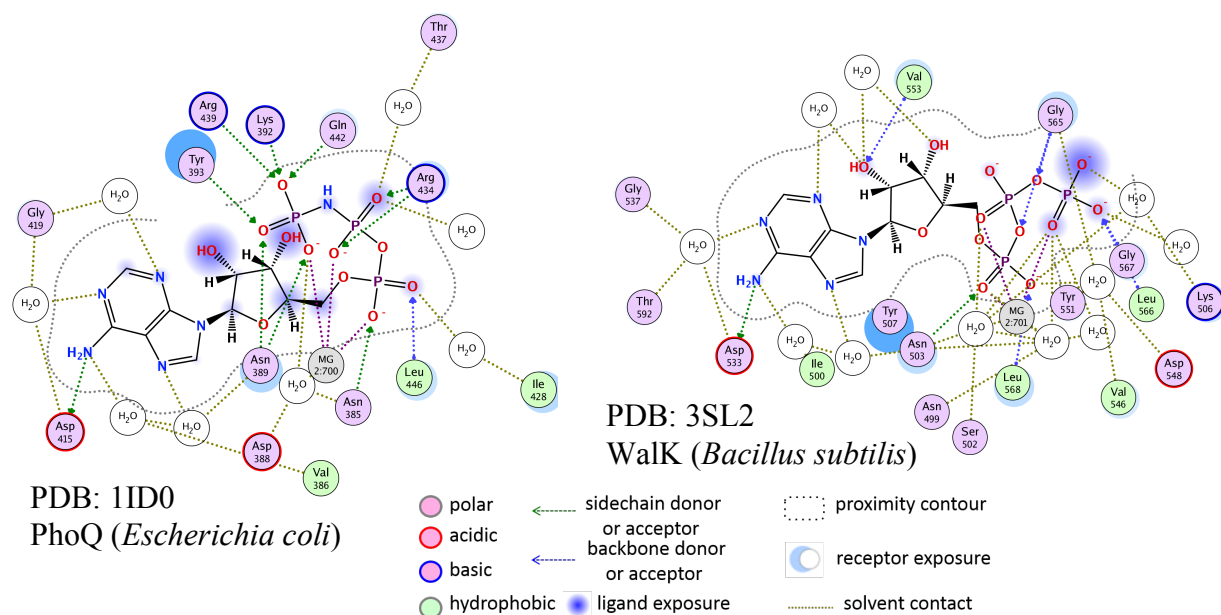 Thr
437
H₂O
Arg
439
Lys
392
Gln
442
Tyr
393
Arg
434
H₂O
Gly
419
H₂O
H
N
O
O
O⁻
P
P
O
O
O⁻
HO
OH
H
H
O
P
O
O⁻
H₂O
N
N
N
N
H₂N
H
O
H₂O
Asn
389
MG
2:700
H₂O
Leu
446
Ile
428
Asn
385
Asp
415
H₂O
H₂O
Asp
388
Val
386
PDB: 1ID0
PhoQ (Escherichia coli)
H₂O
Val
553
H₂O
Gly
565
HO
OH
H
H
O⁻
O
O⁻
P
P
O
O
O⁻
Gly
537
H₂O
N
N
N
N
H₂N
H
H
O
O
P
O
O
H₂O
H₂O
Gly
567
H₂O
Thr
592
Tyr
507
MG
2:701
Tyr
551
Leu
566
Lys
506
Asp
533
H₂O
Ile
500
H₂O
Asn
503
H₂O
H₂O
H₂O
Leu
568
Asp
548
Asn
499
Ser
502
Val
546
PDB: 3SL2
WalK (Bacillus subtilis)
polar
acidic
basic
hydrophobic
sidechain donor
or acceptor
backbone donor
or acceptor
ligand exposure
proximity contour
receptor exposure
solvent contact